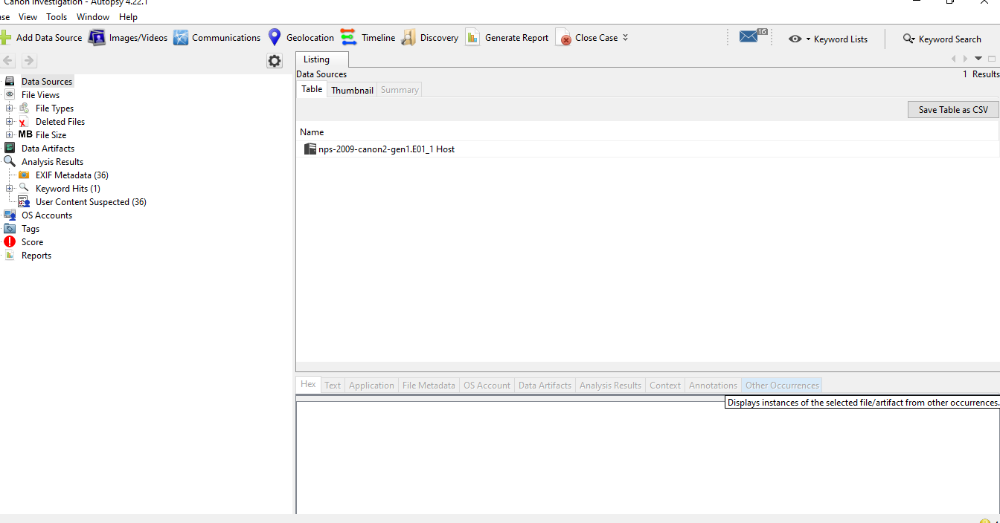 Canon Investigation - Autopsy 4.22.1
se View Tools Window Help
Add Data Source Images/Videos Communications Geolocation Timeline Discovery Generate Report Close Case 16 Keyword Lists Keyword Search
Listing
Data Sources 1 Results
Table Thumbnail Summary
Save Table as CSV
Name
nps-2009-canon2-gen1.E01_1 Host
Data Sources
File Views
File Types
Deleted Files
MB File Size
Data Artifacts
Analysis Results
EXIF Metadata (36)
Keyword Hits (1)
User Content Suspected (36)
OS Accounts
Tags
Score
Reports
Hex Text Application File Metadata OS Account Data Artifacts Analysis Results Context Annotations Other Occurrences
Displays instances of the selected file/artifact from other occurrences.